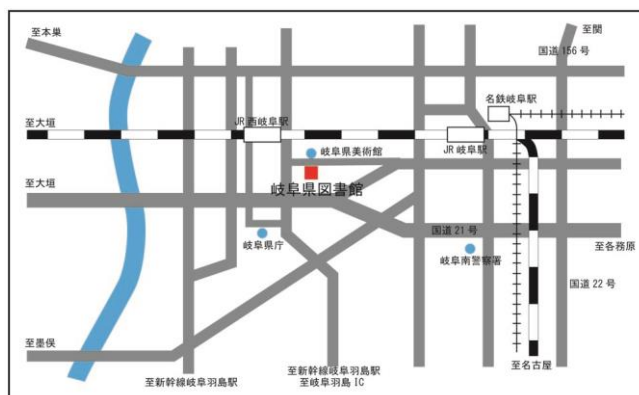 至本巣
至関
国道156号
名鉄岐阜駅
至大垣
JR西岐阜駅
JR岐阜駅
岐阜県美術館
至大垣
岐阜県図書館
岐阜県庁
国道21号
岐阜南警察署
至各務原
国道22号
至墨俣
至新幹線岐阜羽島駅
至新幹線岐阜羽島駅
至岐阜羽島IC
至名古屋